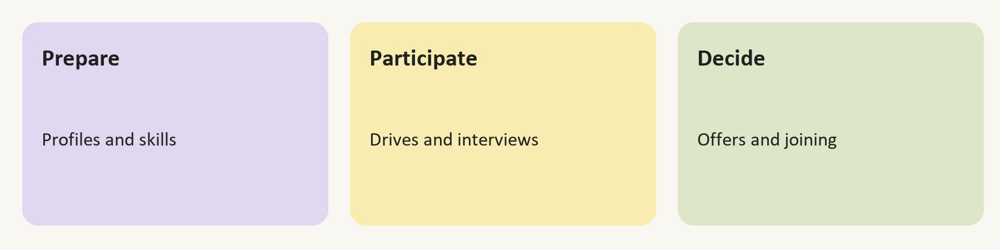 Prepare
Profiles and skills
Participate
Drives and interviews
Decide
Offers and joining